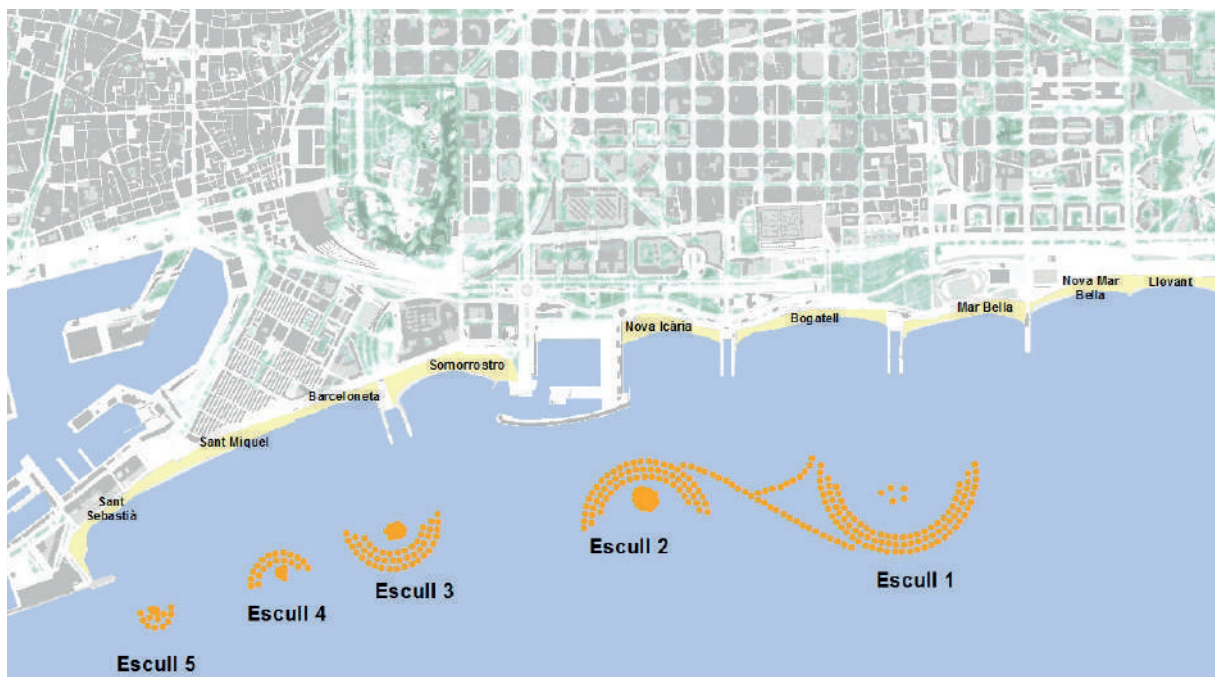 Nova Mar
Bella
Llevant
Mar Bella
Bogatell
Nova Icària
Somorrostro
Barceloneta
Sant Miquel
Sant
Sebastià
Escull 2
Escull 1
Escull 3
Escull 4
Escull 5